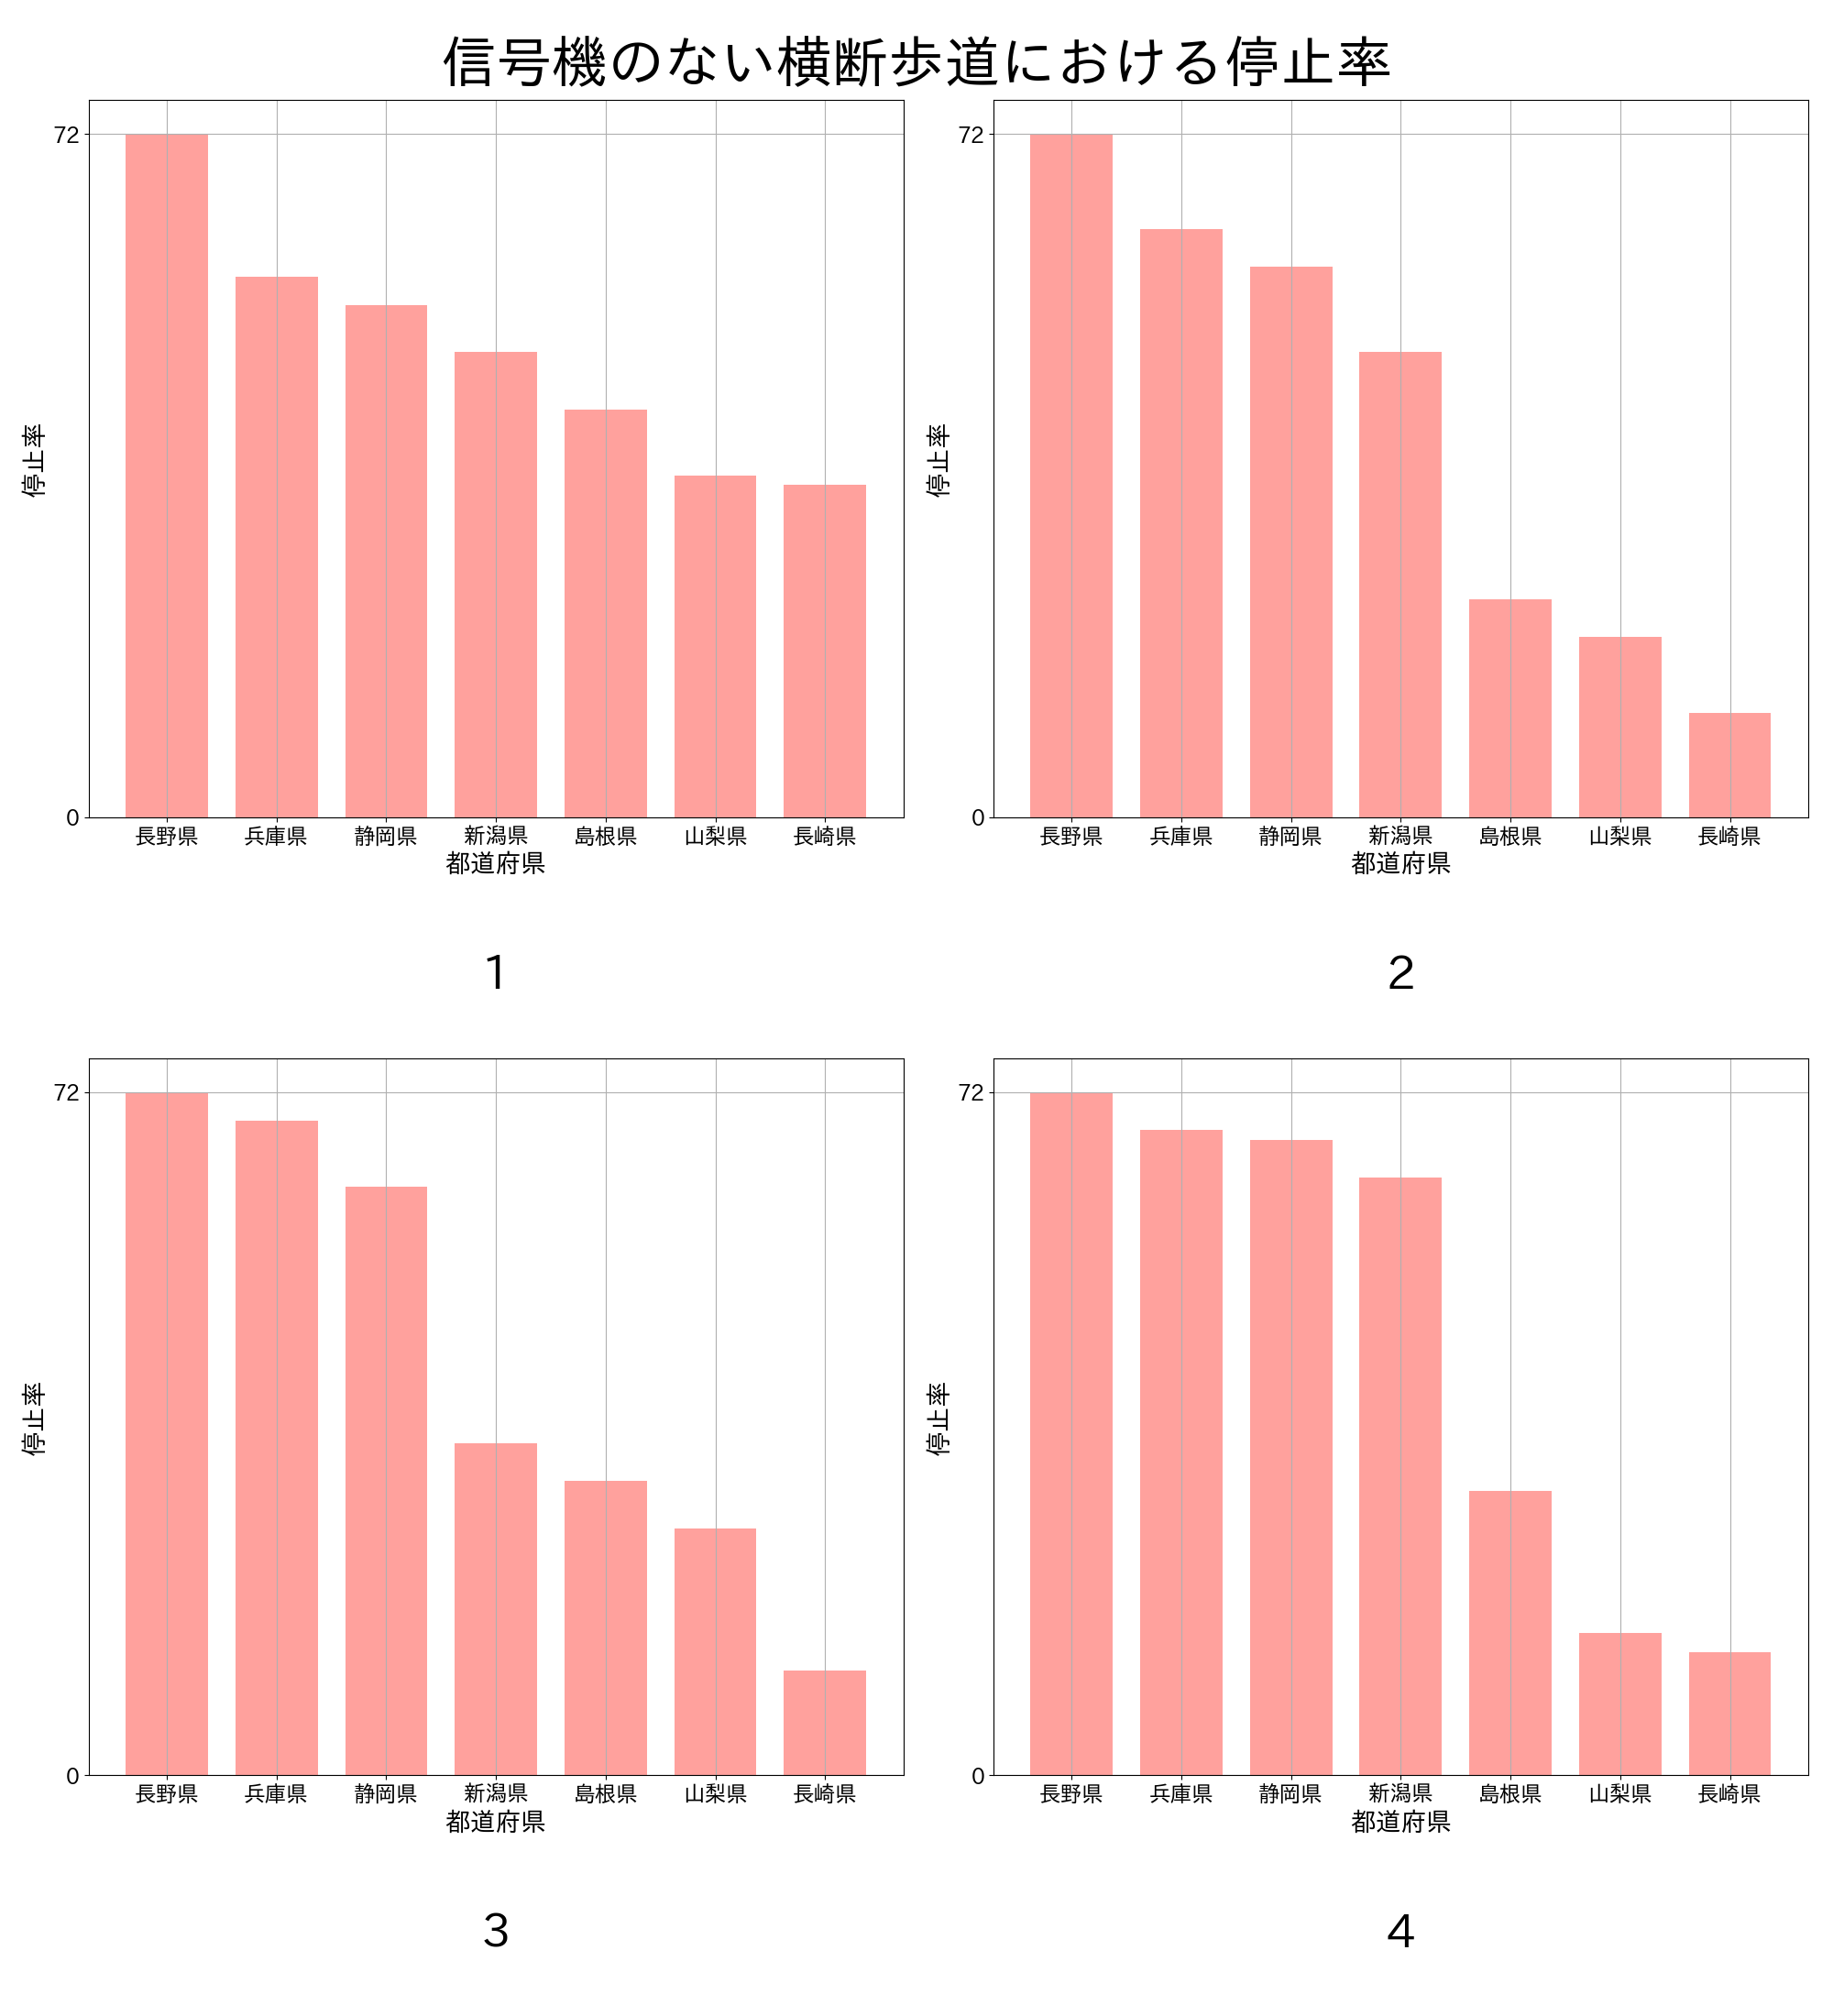 信号機のない横断歩道における停止率
72
0
停止率
長野県 兵庫県 静岡県 新潟県 島根県 山梨県 長崎県
都道府県
1
72
0
停止率
長野県 兵庫県 静岡県 新潟県 島根県 山梨県 長崎県
都道府県
2
72
0
停止率
長野県 兵庫県 静岡県 新潟県 島根県 山梨県 長崎県
都道府県
3
72
0
停止率
長野県 兵庫県 静岡県 新潟県 島根県 山梨県 長崎県
都道府県
4